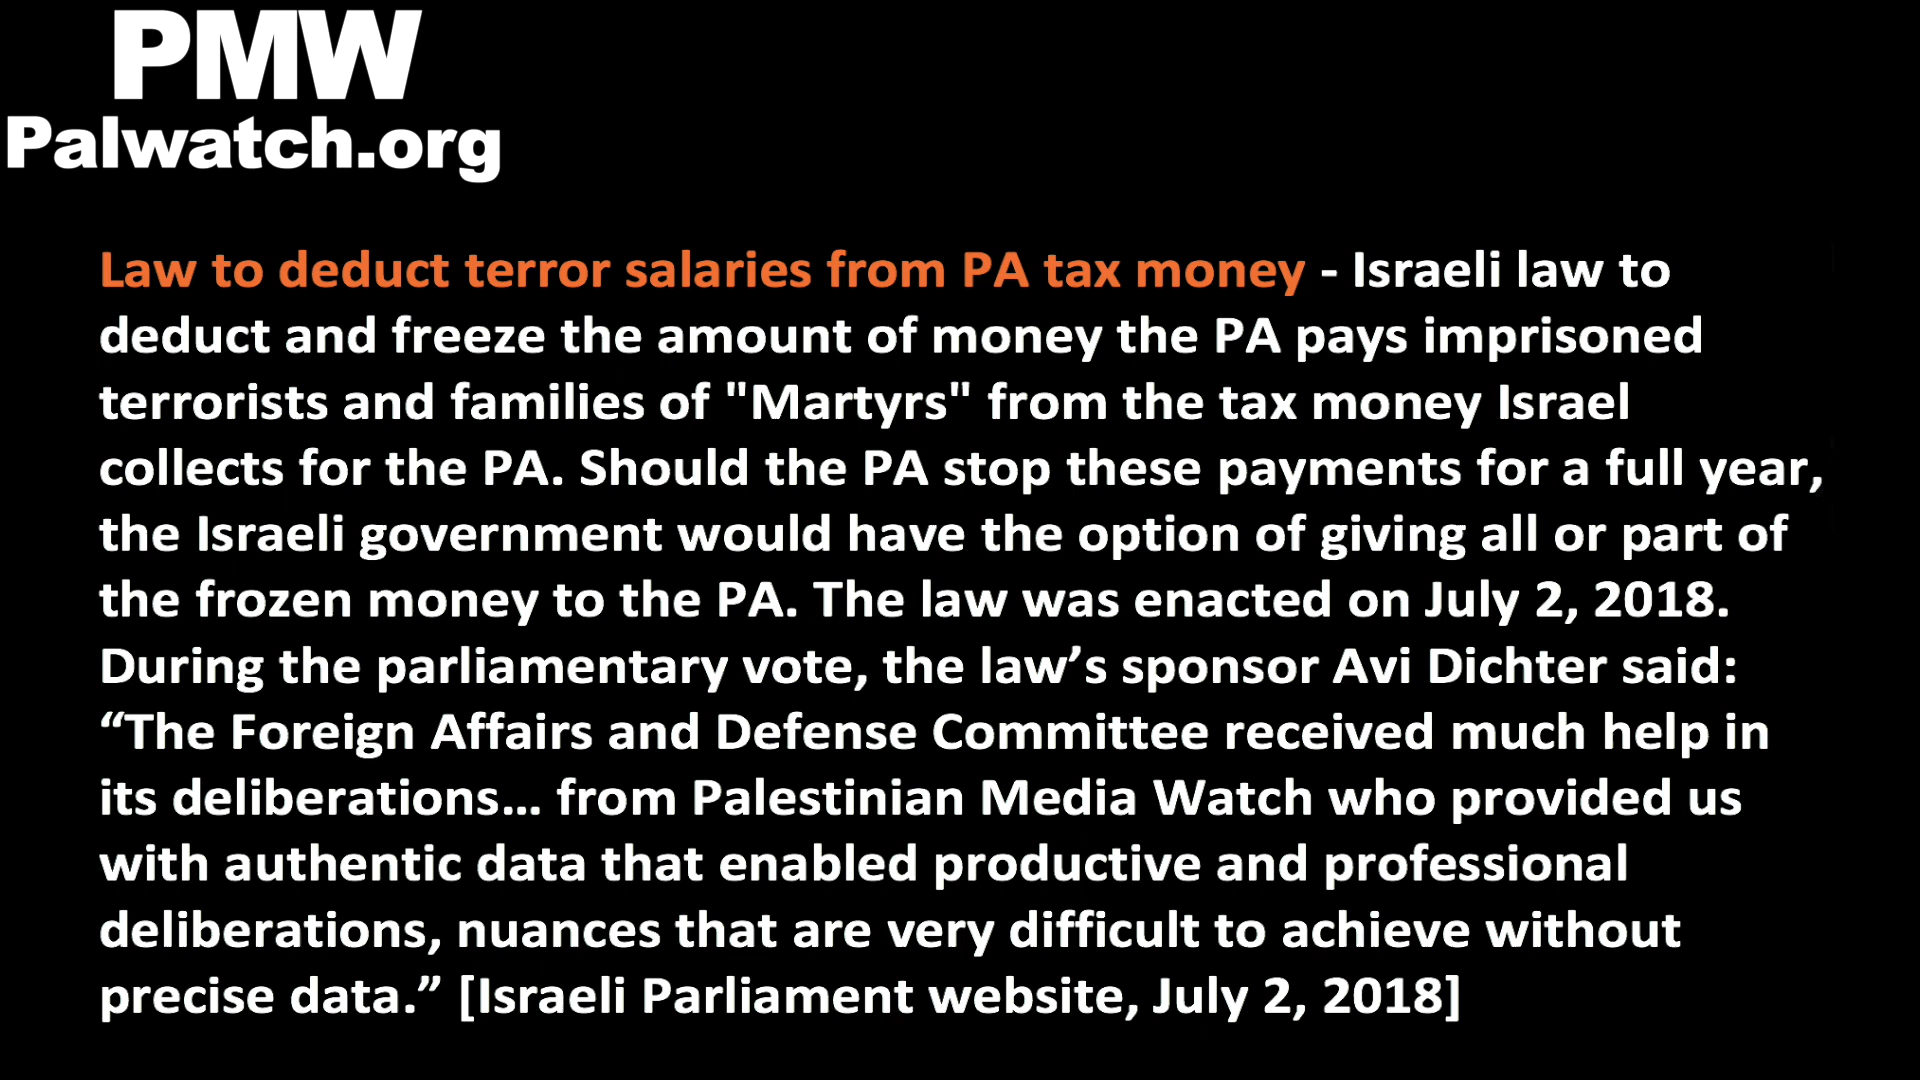 PMW
Palwatch.org
Law to deduct terror salaries from PA tax money - Israeli law to
deduct and freeze the amount of money the PA pays imprisoned
terrorists and families of "Martyrs" from the tax money Israel
collects for the PA. Should the PA stop these payments for a full year,
the Israeli government would have the option of giving all or part of
the frozen money to the PA. The law was enacted on July 2, 2018.
During the parliamentary vote, the law’s sponsor Avi Dichter said:
“The Foreign Affairs and Defense Committee received much help in
its deliberations… from Palestinian Media Watch who provided us
with authentic data that enabled productive and professional
deliberations, nuances that are very difficult to achieve without
precise data.” [Israeli Parliament website, July 2, 2018]